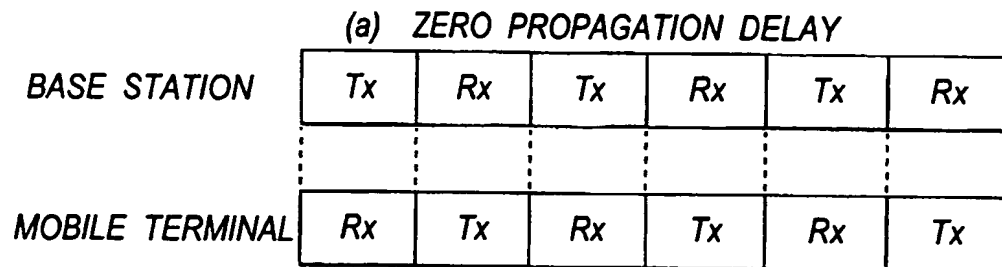 (a) ZERO PROPAGATION DELAY
BASE STATION Tx Rx Tx Rx Tx Rx
MOBILE TERMINAL Rx Tx Rx Tx Rx Tx